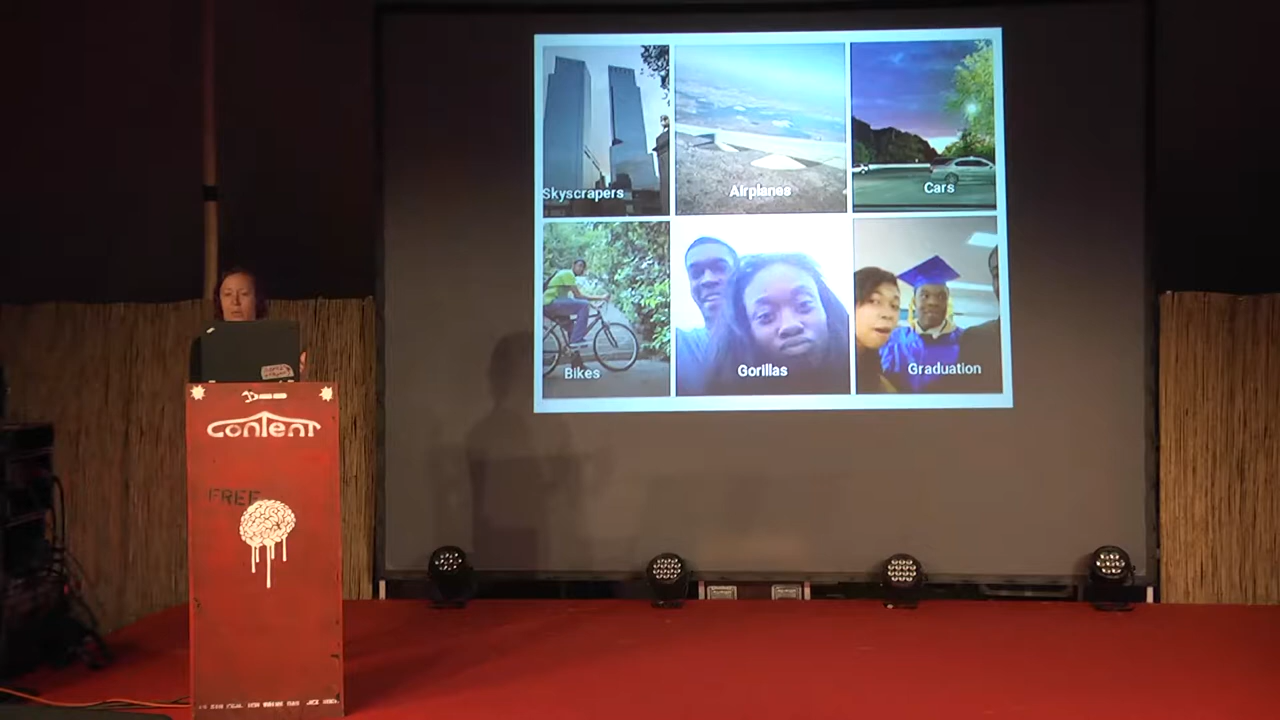 Skyscrapers
Airplanes
Cars
Bikes
Gorillas
Graduation
CONTENT
FREE